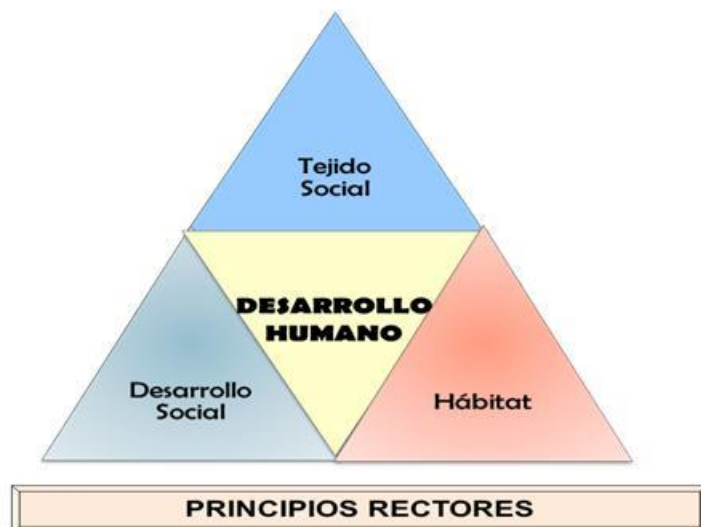 Tejido
Social
DESARROLLO
HUMANO
Desarrollo
Social
Hábitat
PRINCIPIOS RECTORES